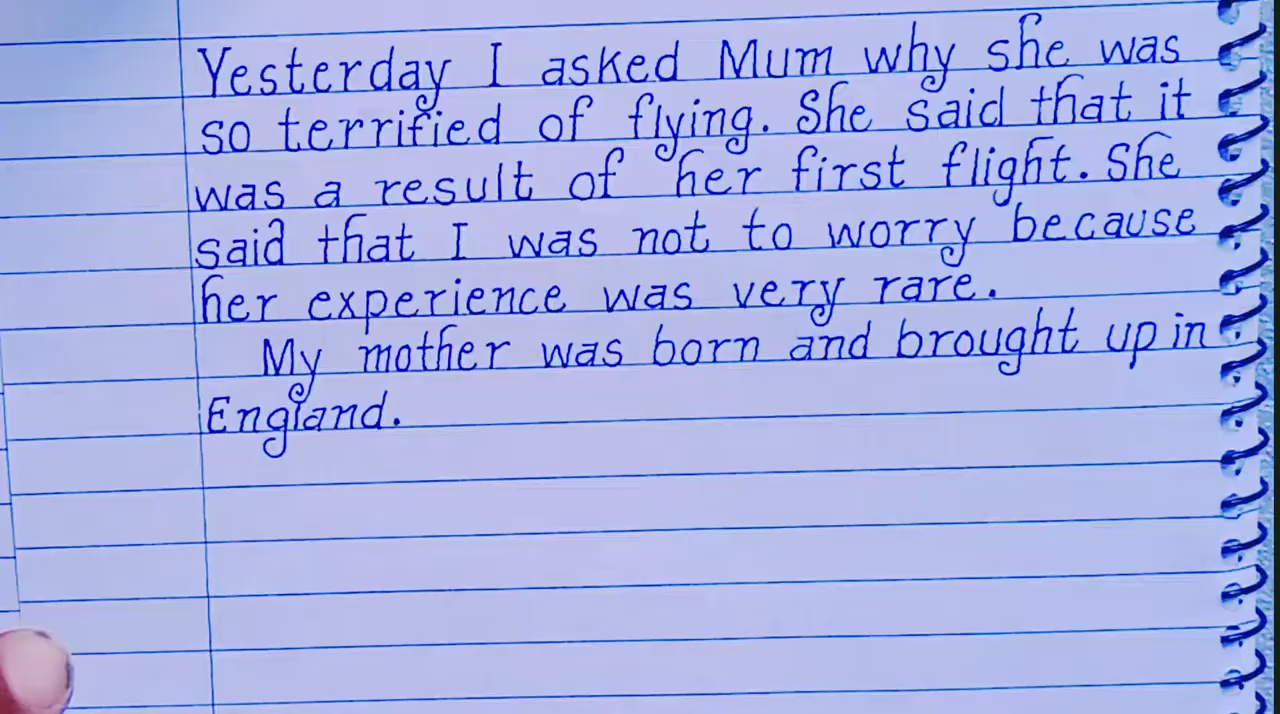 Yesterday I asked Mum why she was
so terrified of flying. She said that it
was a result of her first flight. She
said that I was not to worry because
her experience was very rare.
My mother was born and brought up in
England.